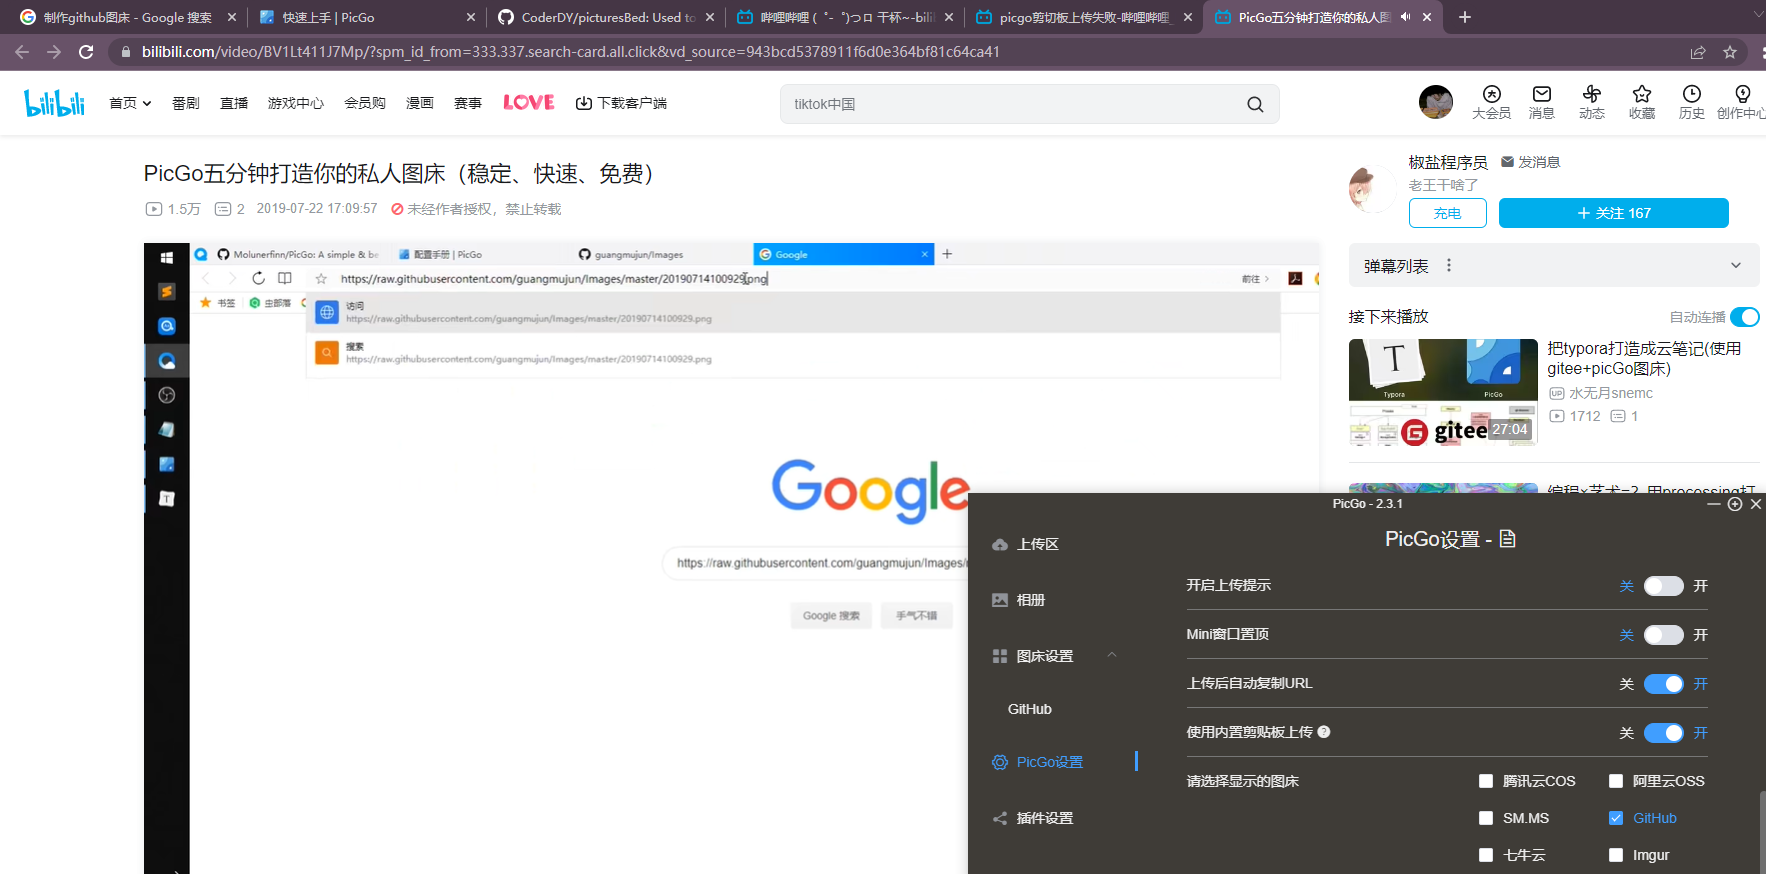 制作github图床 - Google 搜索
快速上手 | PicGo
CoderDY/picturesBed: Used to
哔哩哔哩 (゜-゜)つロ 干杯~-bili
picgo剪切板上传失败-哔哩哔哩_
PicGo五分钟打造你的私人图
bilibili.com/video/BV1Lt411J7Mp/?spm_id_from=333.337.search-card.all.click&vd_source=943bcd5378911f6d0e364bf81c64ca41
bilibili
首页
番剧
直播
游戏中心
会员购
漫画
赛事
LOVE
下载客户端
tiktok中国
大会员
消息
动态
收藏
历史
创作中心
PicGo五分钟打造你的私人图床（稳定、快速、免费）
1.5万
2
2019-07-22 17:09:57
未经作者授权，禁止转载
椒盐程序员
发消息
老王干啥了
充电
+ 关注 167
弹幕列表
接下来播放
自动连播
Typora
PicGo
gitee
27:04
把typora打造成云笔记(使用
gitee+picGo图床)
UP 水无月snemc
1712
1
编程×艺术=? 用processing打
Molunerfinn/PicGo: A simple & be
配置手册 | PicGo
guangmujun/Images
Google
https://raw.githubusercontent.com/guangmujun/Images/master/20190714100929.png
前往
书签
虫部落
访问
https://raw.githubusercontent.com/guangmujun/Images/master/20190714100929.png
搜索
https://raw.githubusercontent.com/guangmujun/Images/master/20190714100929.png
Google
https://raw.githubusercontent.com/guangmujun/Images/
Google 搜索
手气不错
PicGo - 2.3.1
上传区
相册
图床设置
GitHub
PicGo设置
插件设置
PicGo设置 -
开启上传提示
关
开
Mini窗口置顶
关
开
上传后自动复制URL
关
开
使用内置剪贴板上传
关
开
请选择显示的图床
腾讯云COS
阿里云OSS
SM.MS
GitHub
七牛云
Imgur